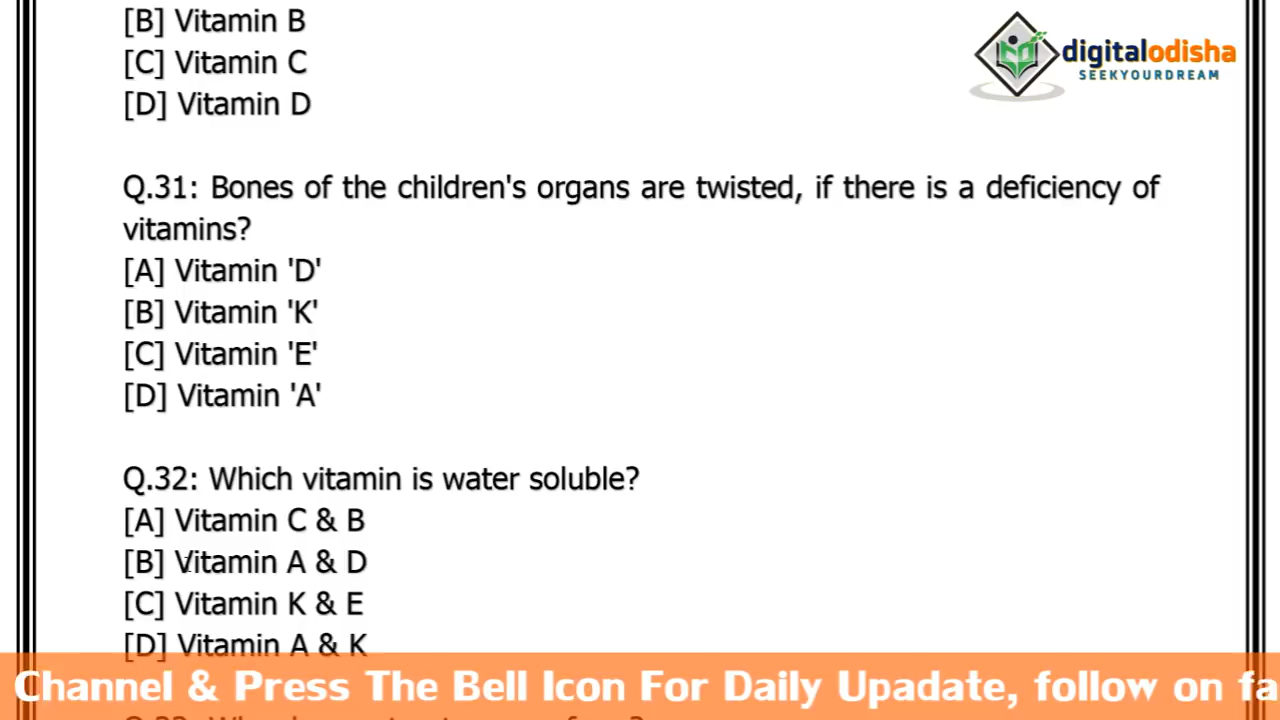 [B] Vitamin B
[C] Vitamin C
[D] Vitamin D
digitalodisha
SEEKYOURDREAM
Q.31: Bones of the children's organs are twisted, if there is a deficiency of
vitamins?
[A] Vitamin 'D'
[B] Vitamin 'K'
[C] Vitamin 'E'
[D] Vitamin 'A'
Q.32: Which vitamin is water soluble?
[A] Vitamin C & B
[B] Vitamin A & D
[C] Vitamin K & E
[D] Vitamin A & K
Channel & Press The Bell Icon For Daily Upadate, follow on fa